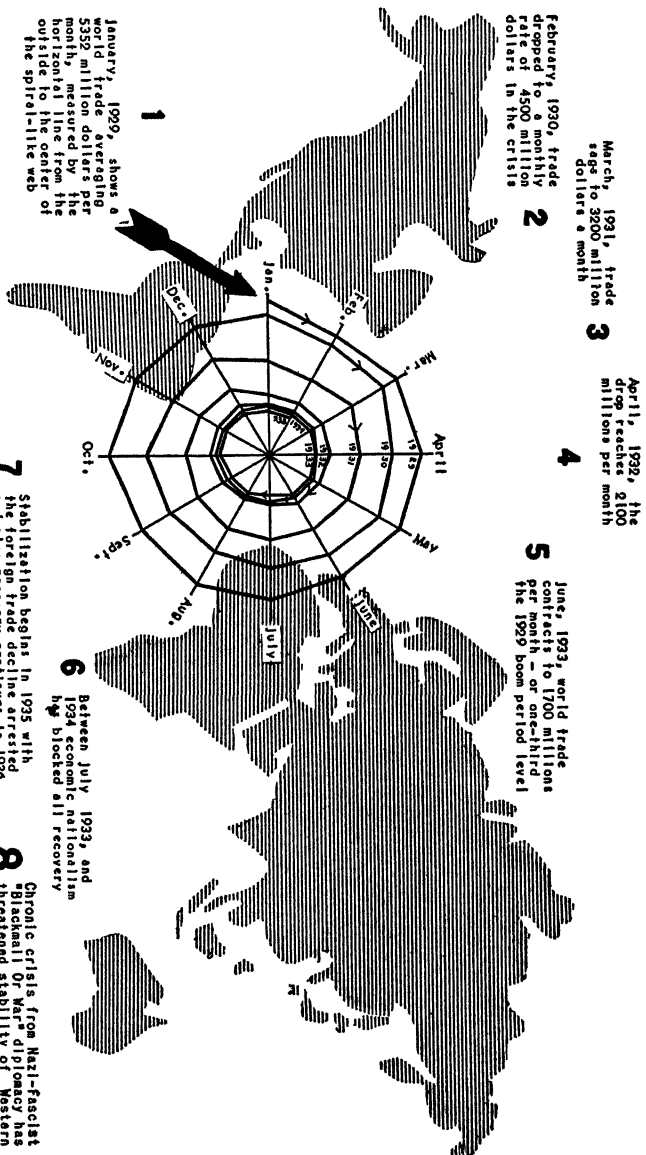 1
January, 1929, shows a
world trade averaging
5352 million dollars per
month, measured by the
horizontal line from the
outside to the center of
the spiral-like web
February, 1930, trade
dropped to a monthly
rate of 4500 million
dollars in the crisis
2
March, 1931, trade
sags to 3200 million
dollars a month
3
April, 1932, the
drop reaches 2100
millions per month
4
5
June, 1933, world trade
contracts to 1700 millions
per month - or one-third
the 1929 boom period level
6
Between July 1933, and
1934 economic nationalism
has blocked all recovery
7
Stabilization begins in 1935 with
the foreign trade decline arrested
8
Chronic crisis from Nazi-Fascist
"Blackmail Or War" diplomacy has
threatened stability of Western
Jan.
Feb.
Mar.
April
May
June
July
Aug.
Sept.
Oct.
Nov.
Dec.
1929
1930
1931
1932
1933
1934